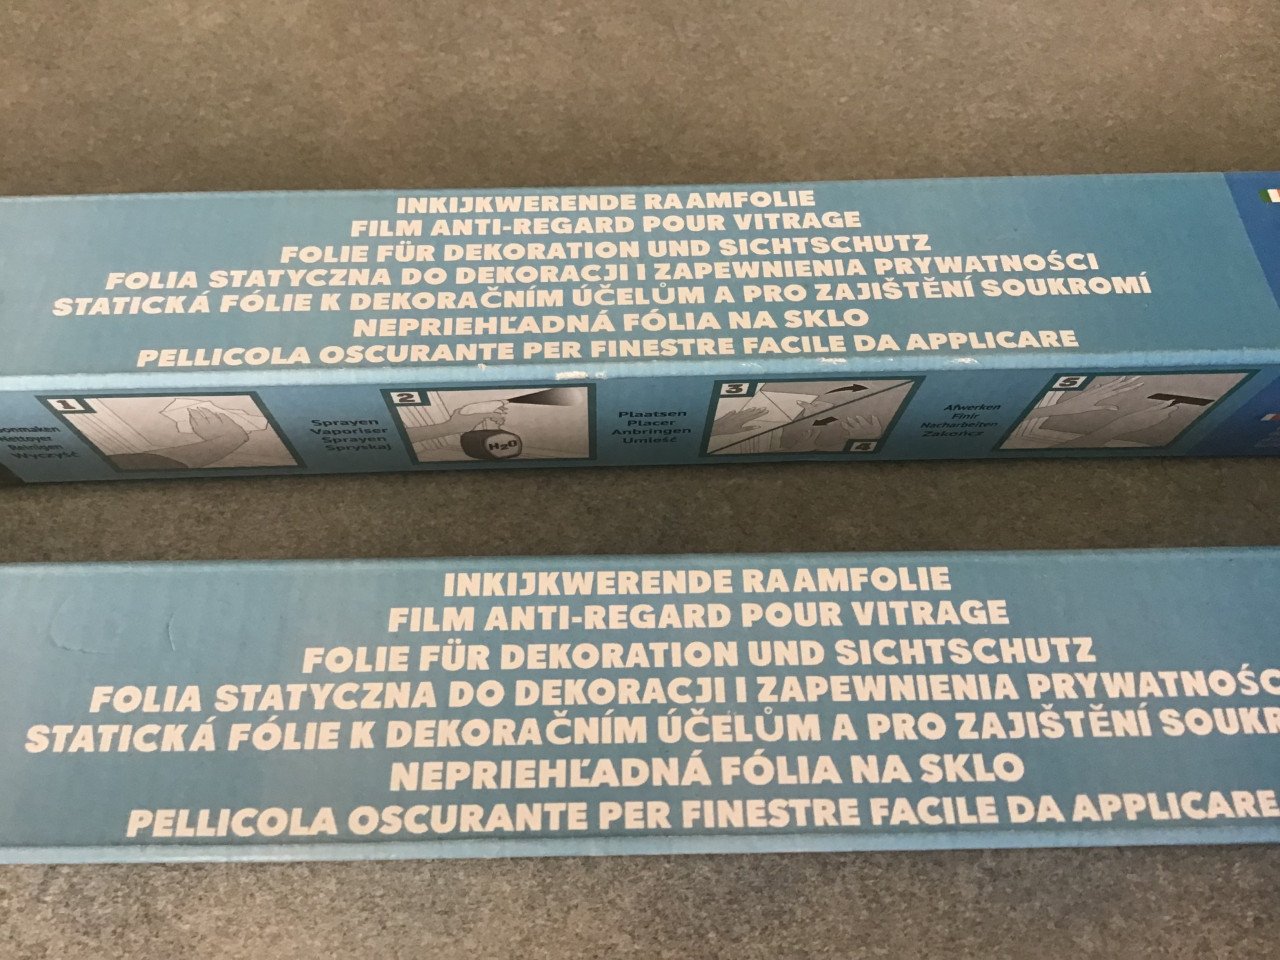 INKIJKWERENDE RAAMFOLIE
FILM ANTI-REGARD POUR VITRAGE
FOLIE FÜR DEKORATION UND SICHTSCHUTZ
FOLIA STATYCZNA DO DEKORACJI I ZAPEWNIENIA PRYWATNOŚCI
STATICKÁ FÓLIE K DEKORAČNÍM ÚČELŮM A PRO ZAJIŠTĚNÍ SOUKROMÍ
NEPRIEHĽADNÁ FÓLIA NA SKLO
PELLICOLA OSCURANTE PER FINESTRE FACILE DA APPLICARE
onmaken
Nettoyer
Reinigen
Wyczyść
1
Sprayen
Vaporiser
Sprayen
Spryskaj
2
H2O
Plaatsen
Placer
Anbringen
Umieść
3
4
Afwerken
Finir
Nacharbeiten
Zakończ
5
INKIJKWERENDE RAAMFOLIE
FILM ANTI-REGARD POUR VITRAGE
FOLIE FÜR DEKORATION UND SICHTSCHUTZ
FOLIA STATYCZNA DO DEKORACJI I ZAPEWNIENIA PRYWATNOŚC
STATICKÁ FÓLIE K DEKORAČNÍM ÚČELŮM A PRO ZAJIŠTĚNÍ SOUKR
NEPRIEHĽADNÁ FÓLIA NA SKLO
PELLICOLA OSCURANTE PER FINESTRE FACILE DA APPLICARE